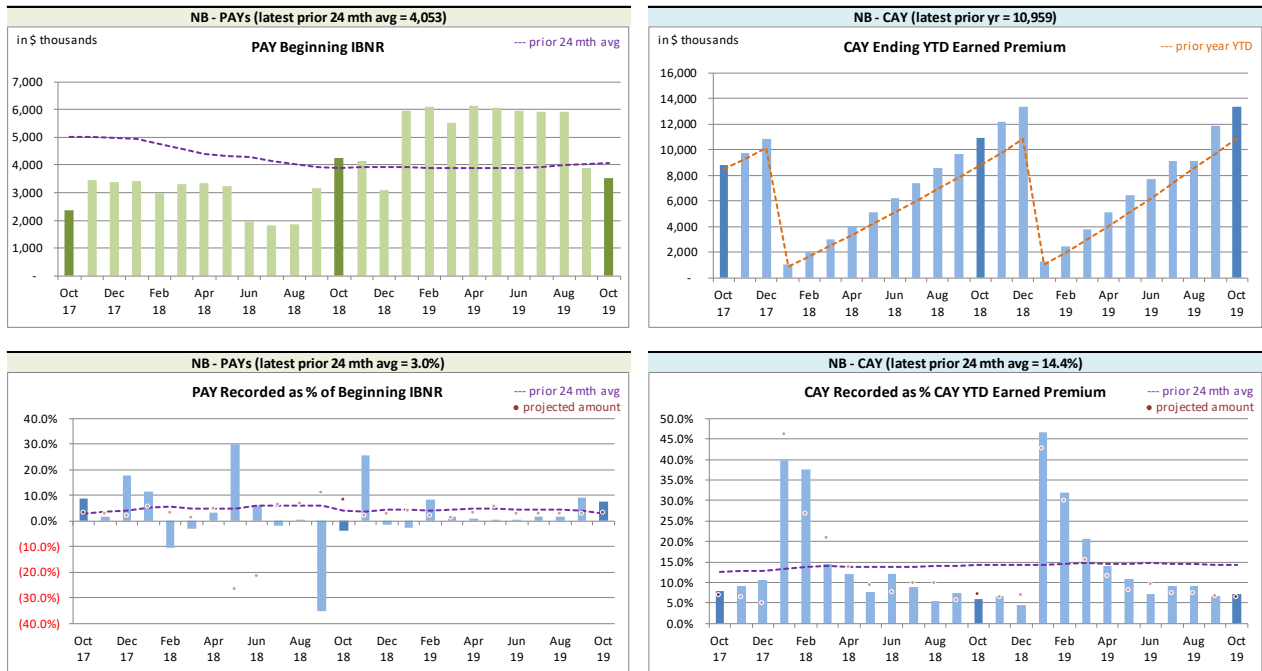 NB - PAYs (latest prior 24 mth avg = 4,053)
in $ thousands
PAY Beginning IBNR
--- prior 24 mth avg
7,000
6,000
5,000
4,000
3,000
2,000
1,000
-
Oct Dec Feb Apr Jun Aug Oct Dec Feb Apr Jun Aug Oct
17 17 18 18 18 18 18 18 19 19 19 19 19
NB - CAY (latest prior yr = 10,959)
in $ thousands
CAY Ending YTD Earned Premium
--- prior year YTD
16,000
14,000
12,000
10,000
8,000
6,000
4,000
2,000
-
Oct Dec Feb Apr Jun Aug Oct Dec Feb Apr Jun Aug Oct
17 17 18 18 18 18 18 18 19 19 19 19 19
NB - PAYs (latest prior 24 mth avg = 3.0%)
PAY Recorded as % of Beginning IBNR
--- prior 24 mth avg
• projected amount
40.0%
30.0%
20.0%
10.0%
0.0%
(10.0%)
(20.0%)
(30.0%)
(40.0%)
Oct Dec Feb Apr Jun Aug Oct Dec Feb Apr Jun Aug Oct
17 17 18 18 18 18 18 18 19 19 19 19 19
NB - CAY (latest prior 24 mth avg = 14.4%)
CAY Recorded as % CAY YTD Earned Premium
--- prior 24 mth avg
• projected amount
50.0%
45.0%
40.0%
35.0%
30.0%
25.0%
20.0%
15.0%
10.0%
5.0%
0.0%
Oct Dec Feb Apr Jun Aug Oct Dec Feb Apr Jun Aug Oct
17 17 18 18 18 18 18 18 19 19 19 19 19